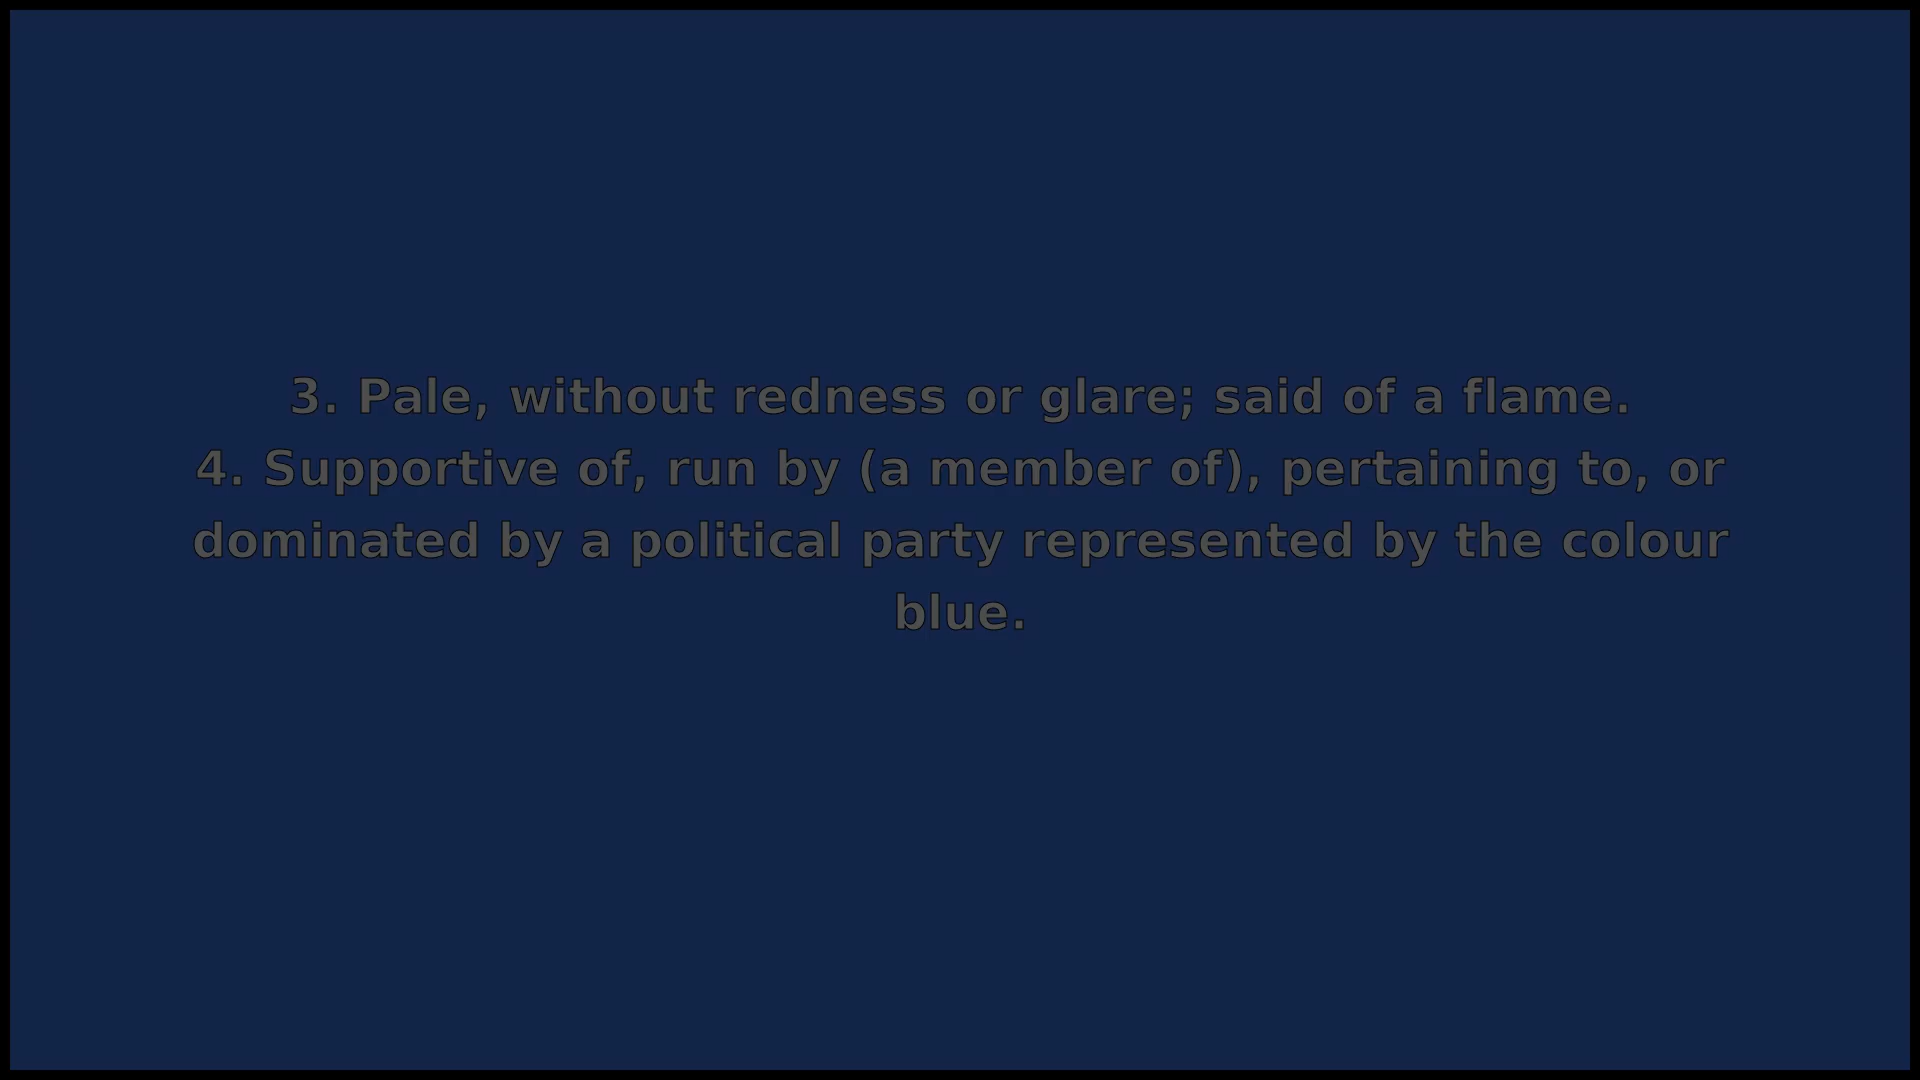 3. Pale, without redness or glare; said of a flame.
4. Supportive of, run by (a member of), pertaining to, or
dominated by a political party represented by the colour
blue.